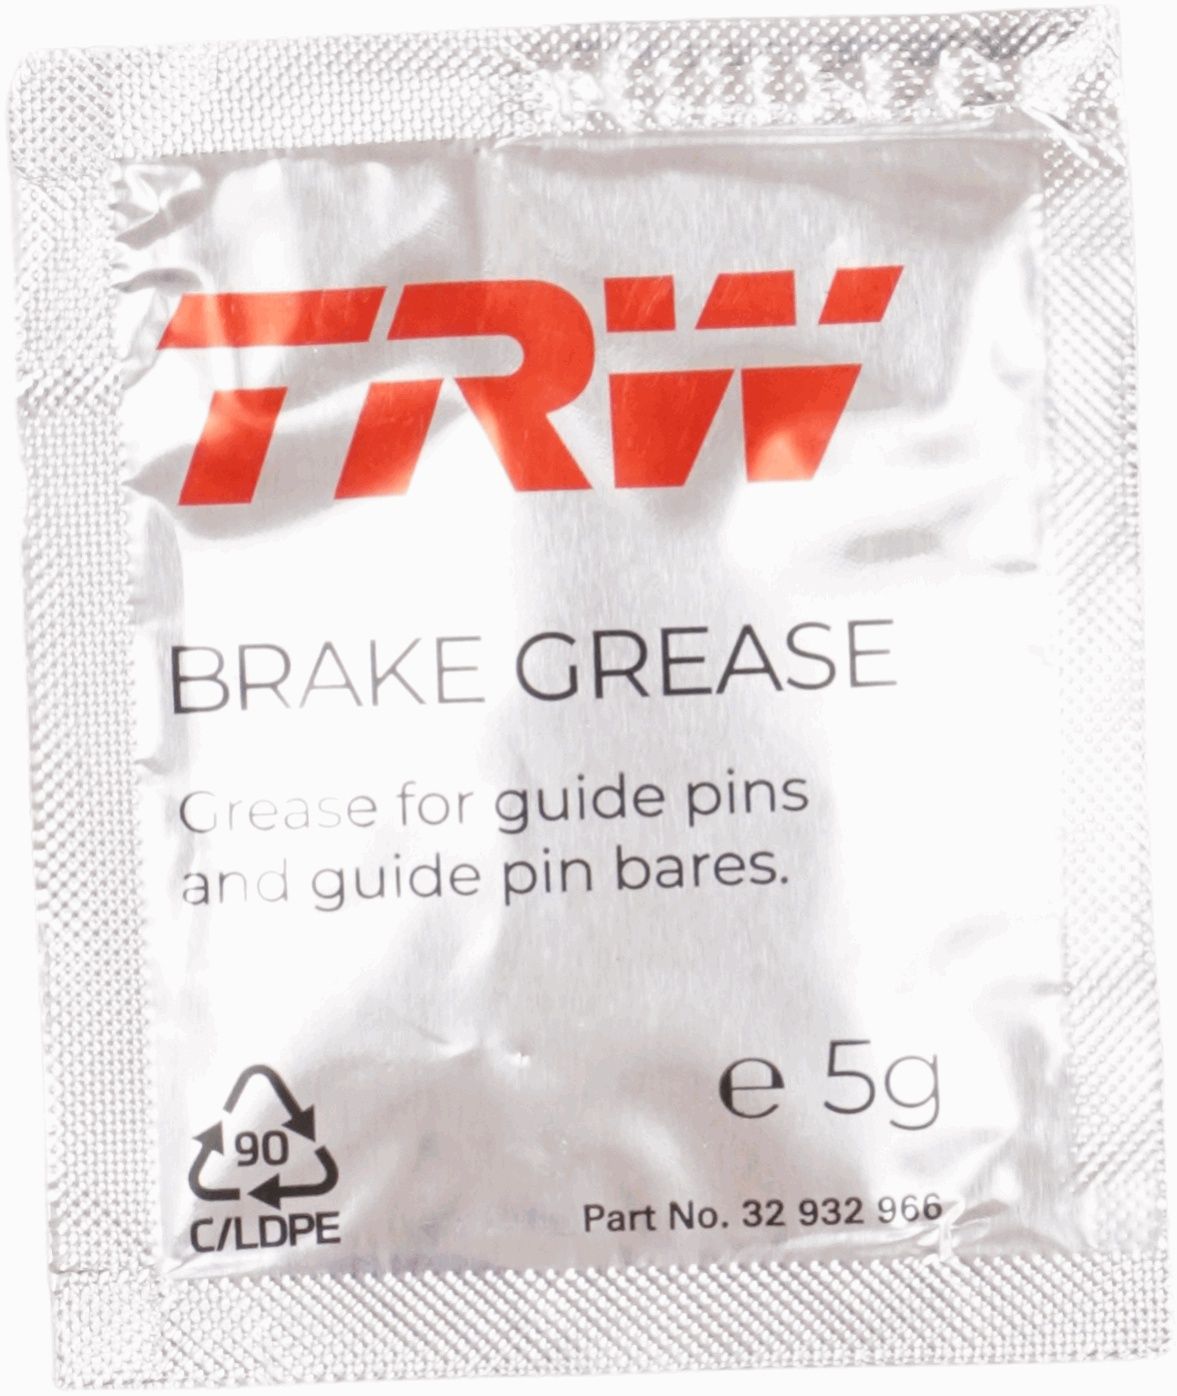 TRW
BRAKE GREASE
Grease for guide pins
and guide pin bares.
e 5g
90
C/LDPE
Part No. 32 932 966